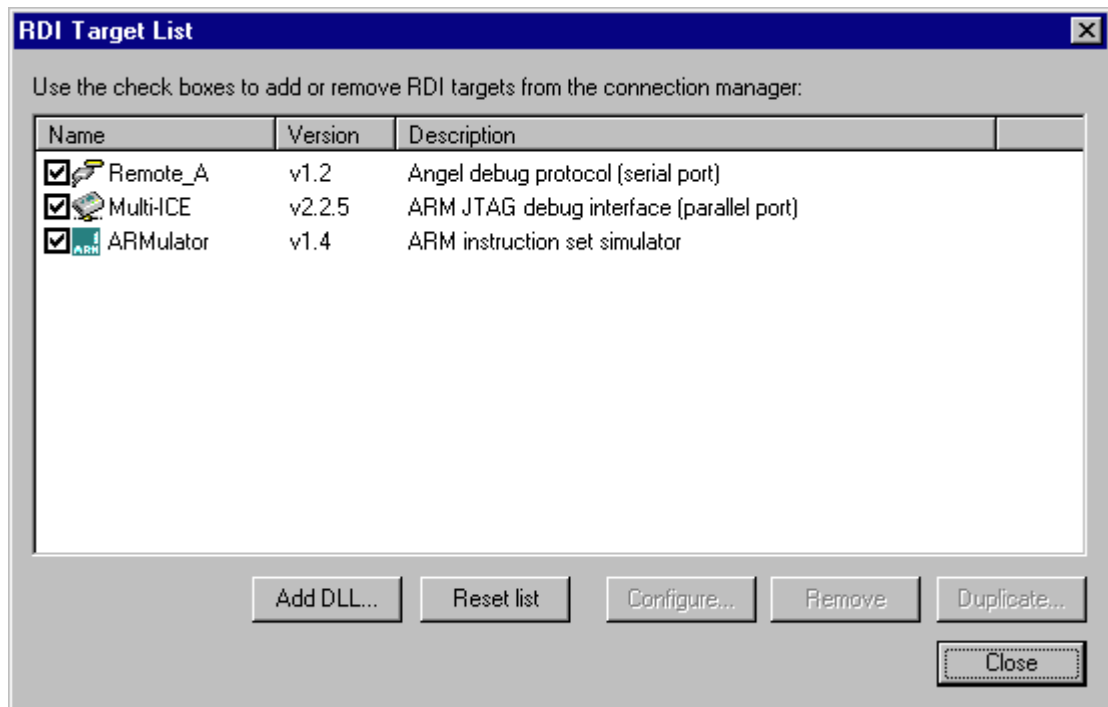 RDI Target List
Use the check boxes to add or remove RDI targets from the connection manager:
Name Version Description
Remote_A v1.2 Angel debug protocol (serial port)
Multi-ICE v2.2.5 ARM JTAG debug interface (parallel port)
ARM ARMulator v1.4 ARM instruction set simulator
Add DLL... Reset list Configure... Remove Duplicate...
Close